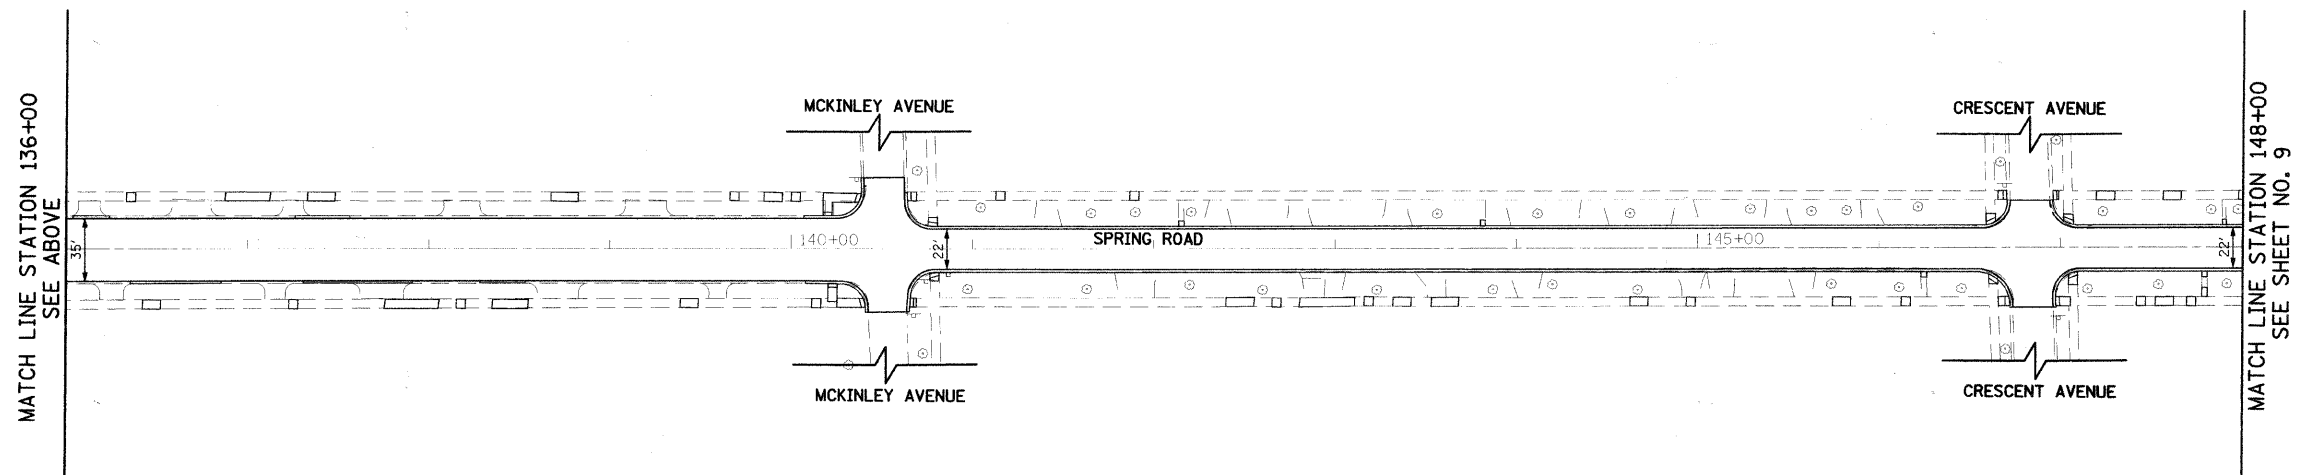 MATCH LINE STATION 136+00
SEE ABOVE
MCKINLEY AVENUE
CRESCENT AVENUE
35'
140+00
22'
SPRING ROAD
145+00
22'
MCKINLEY AVENUE
CRESCENT AVENUE
MATCH LINE STATION 148+00
SEE SHEET NO. 9